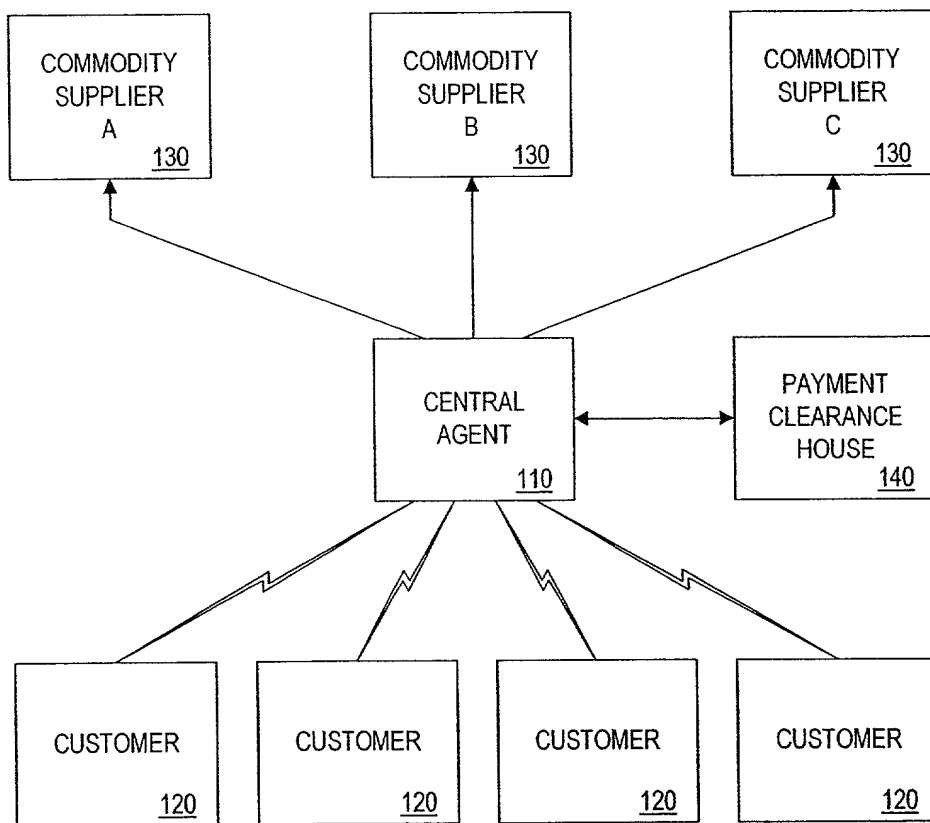 COMMODITY
SUPPLIER
A
130
COMMODITY
SUPPLIER
B
130
COMMODITY
SUPPLIER
C
130
CENTRAL
AGENT
110
PAYMENT
CLEARANCE
HOUSE
140
CUSTOMER
120
CUSTOMER
120
CUSTOMER
120
CUSTOMER
120